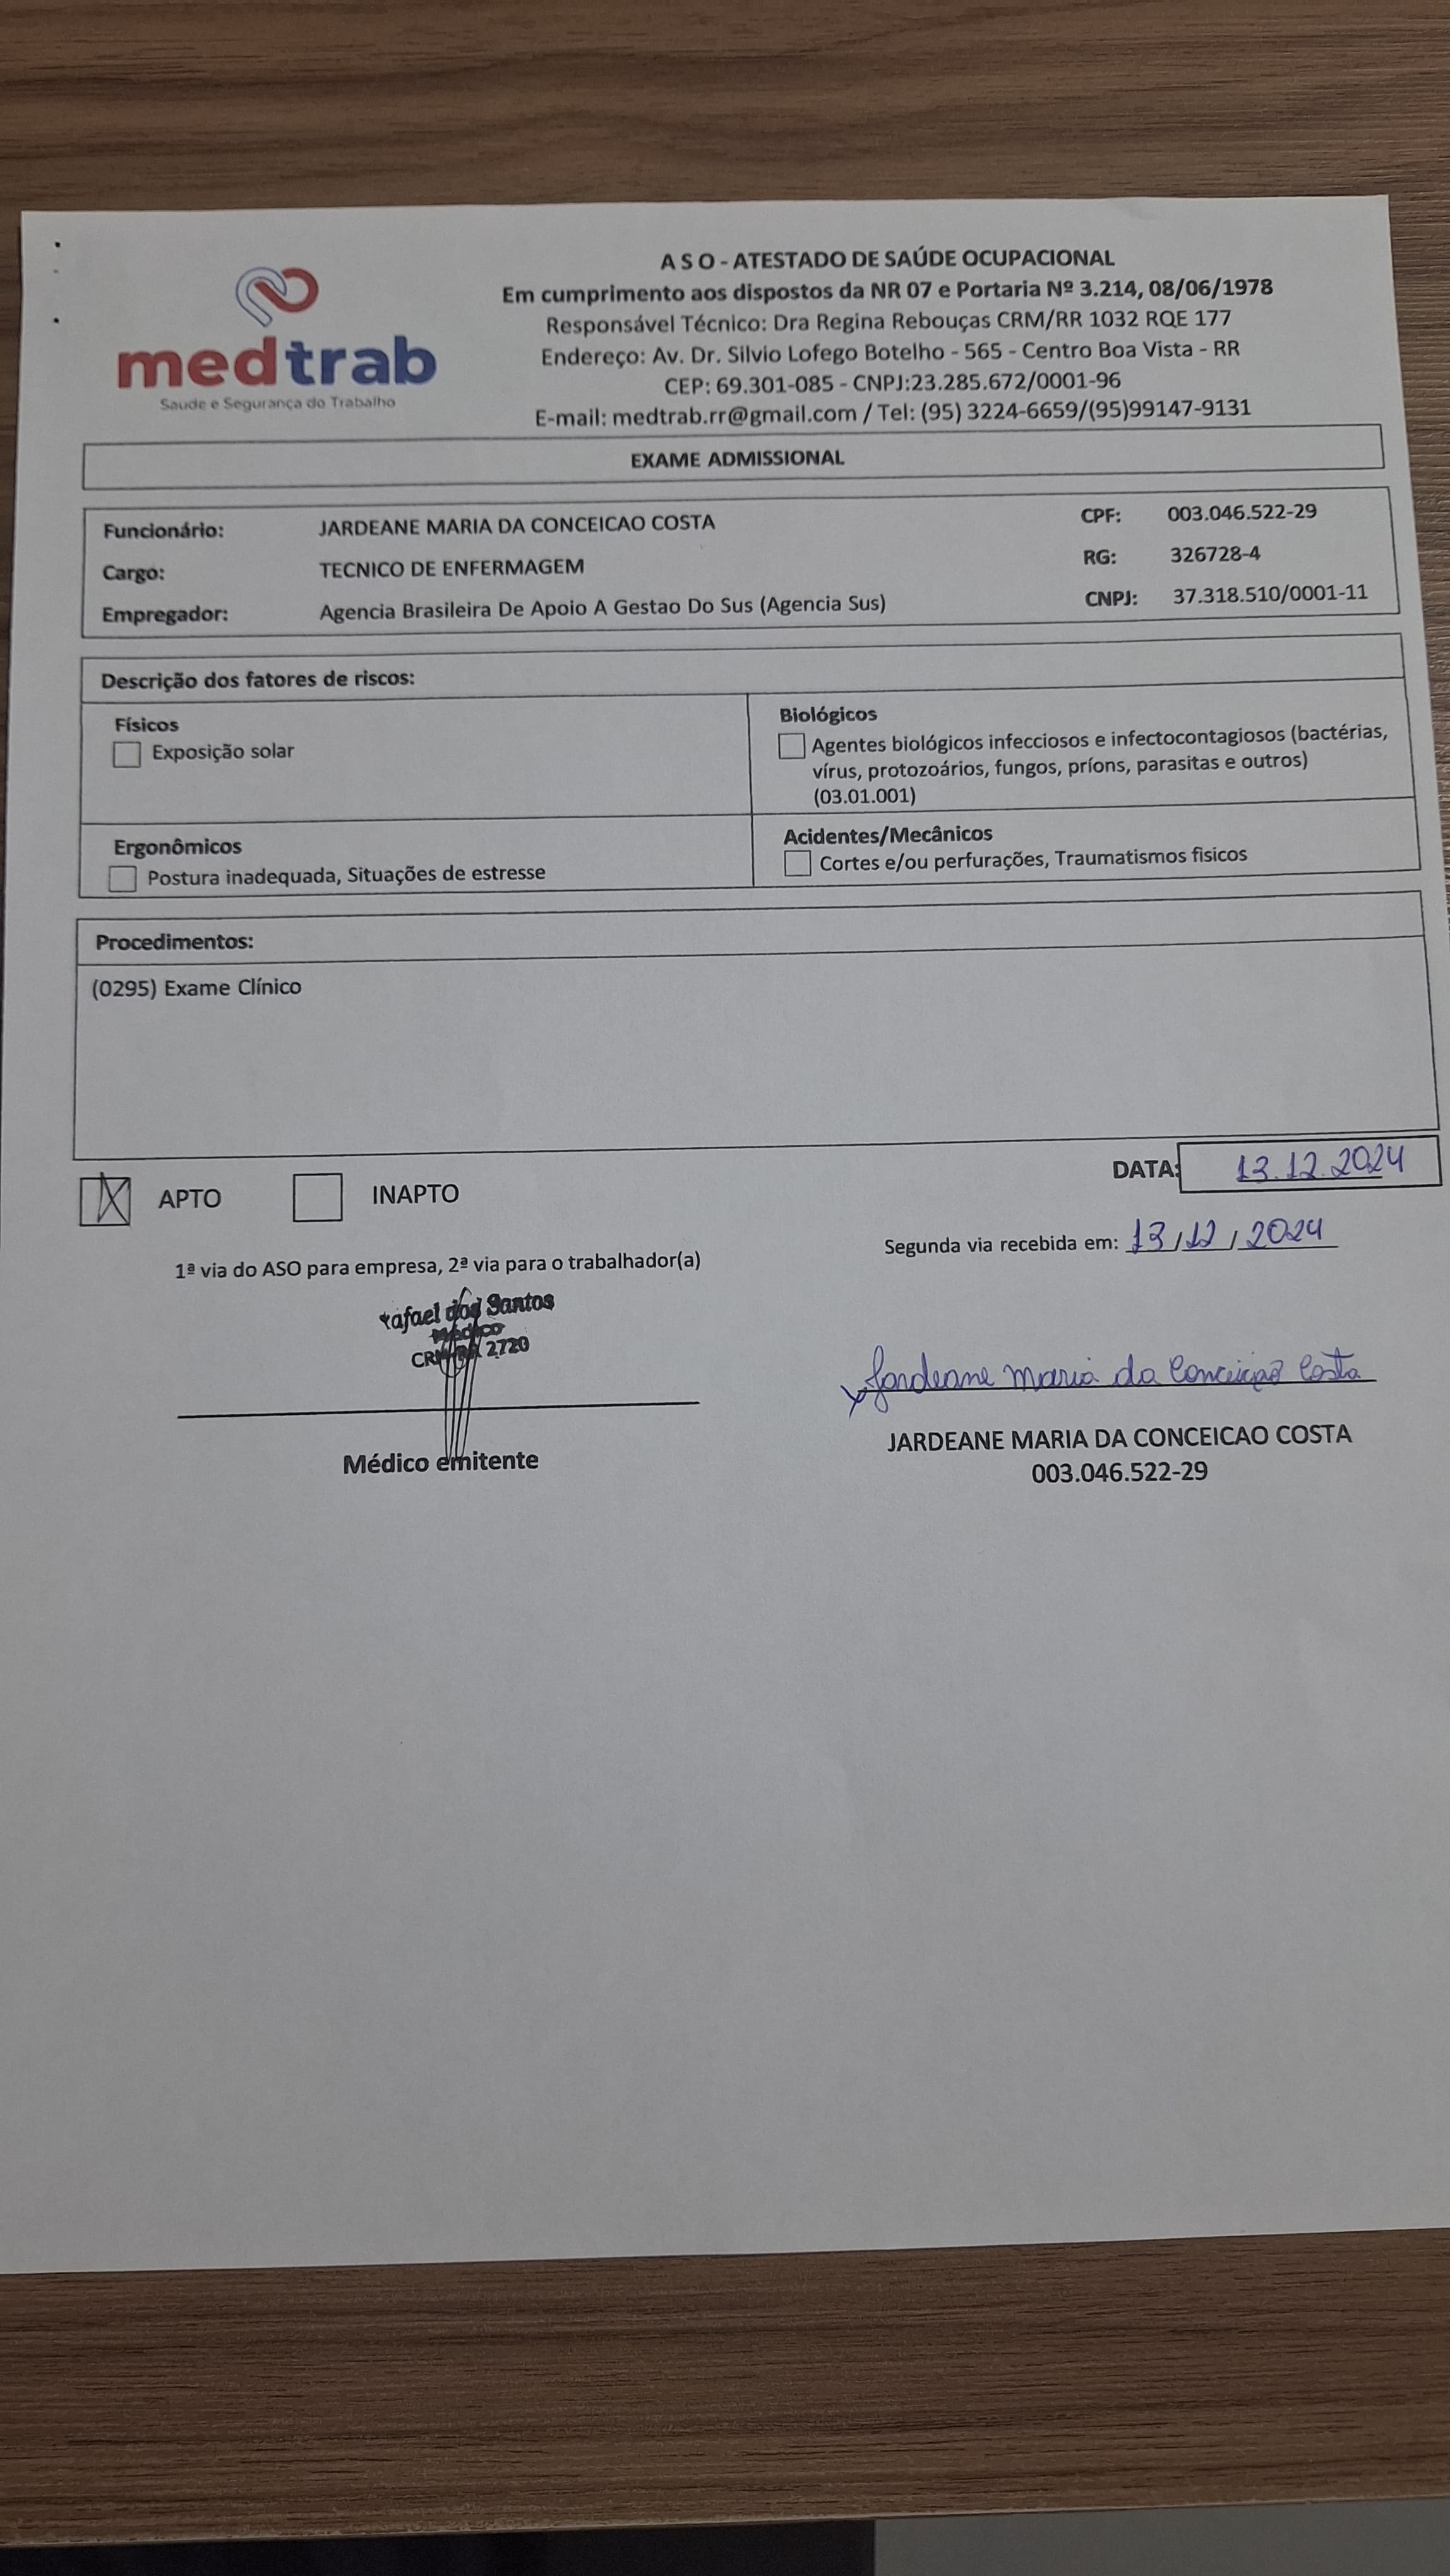 A S O - ATESTADO DE SAÚDE OCUPACIONAL
Em cumprimento aos dispostos da NR 07 e Portaria Nº 3.214, 08/06/1978
Responsável Técnico: Dra Regina Rebouças CRM/RR 1032 RQE 177
Endereço: Av. Dr. Silvio Lofego Botelho - 565 - Centro Boa Vista - RR
CEP: 69.301-085 - CNPJ:23.285.672/0001-96
E-mail: medtrab.rr@gmail.com / Tel: (95) 3224-6659/(95)99147-9131
medtrab
Saude e Segurança do Trabalho
EXAME ADMISSIONAL
Funcionário: JARDEANE MARIA DA CONCEICAO COSTA CPF: 003.046.522-29
Cargo: TECNICO DE ENFERMAGEM RG: 326728-4
Empregador: Agencia Brasileira De Apoio A Gestao Do Sus (Agencia Sus) CNPJ: 37.318.510/0001-11
Descrição dos fatores de riscos:
Físicos
Exposição solar
Biológicos
Agentes biológicos infecciosos e infectocontagiosos (bactérias,
vírus, protozoários, fungos, príons, parasitas e outros)
(03.01.001)
Ergonômicos
Postura inadequada, Situações de estresse
Acidentes/Mecânicos
Cortes e/ou perfurações, Traumatismos fisicos
Procedimentos:
(0295) Exame Clínico
APTO INAPTO DATA: 13.12.2024
Segunda via recebida em: 13/12/2024
1ª via do ASO para empresa, 2ª via para o trabalhador(a)
Rafael dos Santos
Médico
2720
Médico emitente
Jardeane Maria da Conceição Costa
JARDEANE MARIA DA CONCEICAO COSTA
003.046.522-29